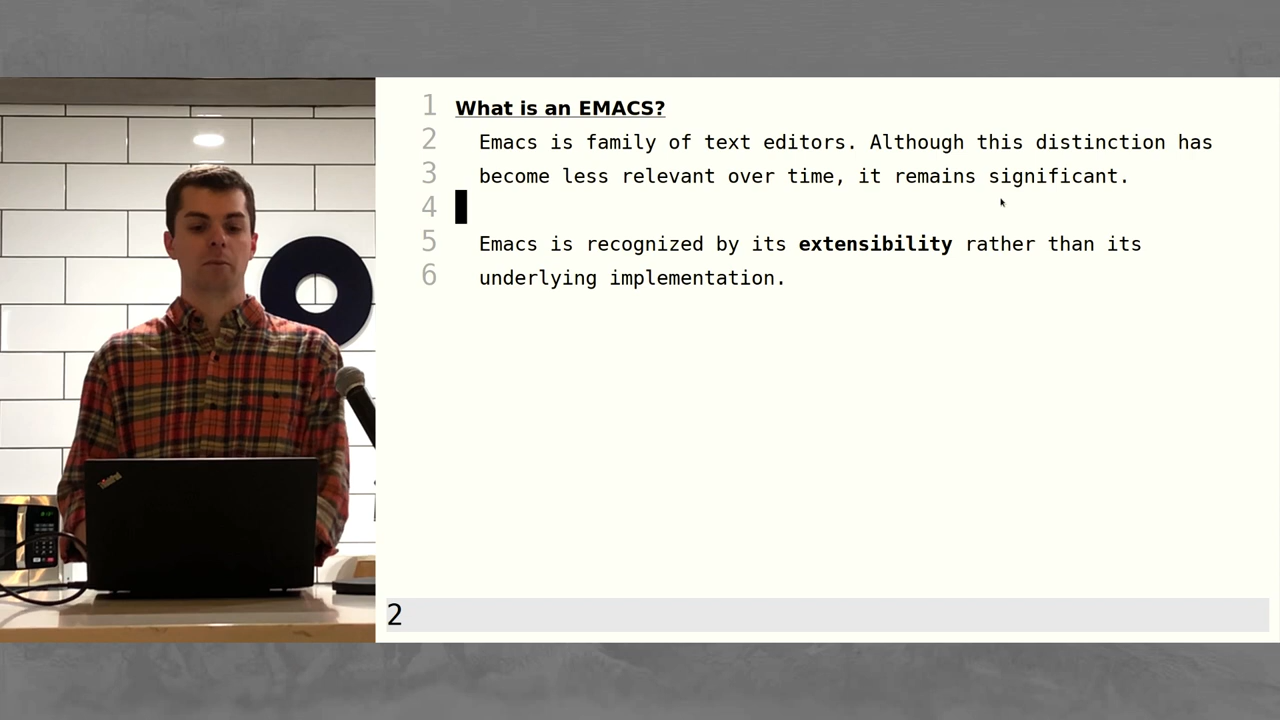 1 What is an EMACS?
2 Emacs is family of text editors. Although this distinction has
3 become less relevant over time, it remains significant.
4
5 Emacs is recognized by its extensibility rather than its
6 underlying implementation.
2
ThinkPad